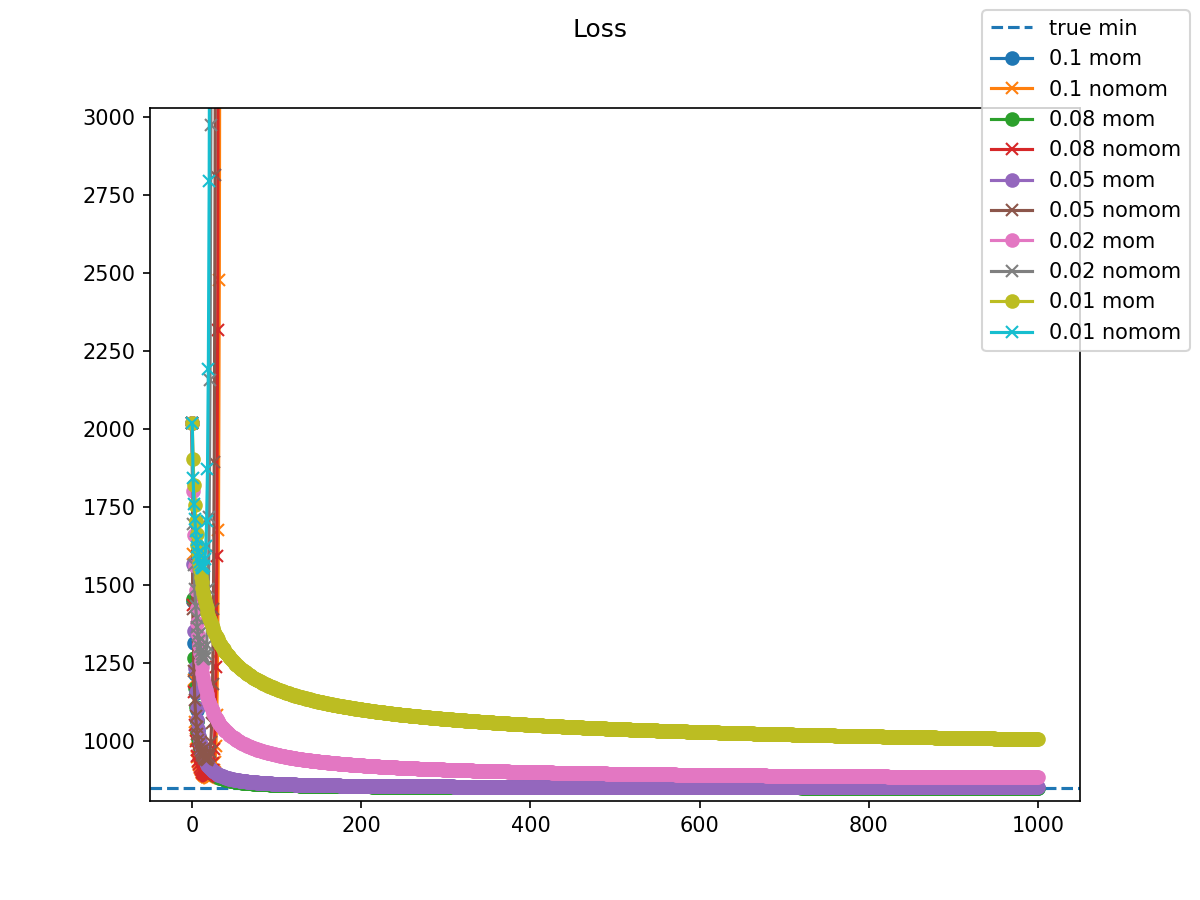 Loss
true min
0.1 mom
0.1 nomom
0.08 mom
0.08 nomom
0.05 mom
0.05 nomom
0.02 mom
0.02 nomom
0.01 mom
0.01 nomom
3000
2750
2500
2250
2000
1750
1500
1250
1000
0 200 400 600 800 1000